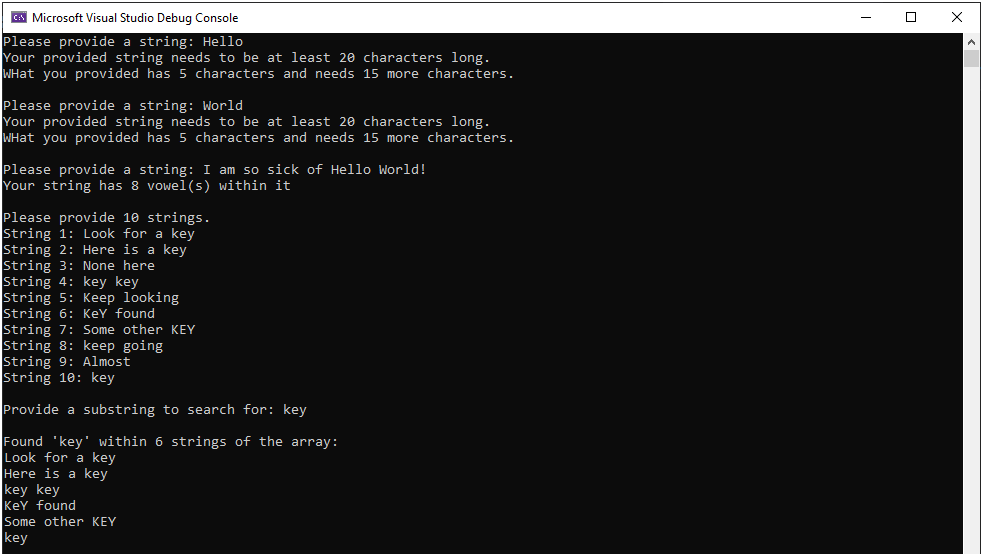 C:\ Microsoft Visual Studio Debug Console
Please provide a string: Hello
Your provided string needs to be at least 20 characters long.
WHat you provided has 5 characters and needs 15 more characters.
Please provide a string: World
Your provided string needs to be at least 20 characters long.
WHat you provided has 5 characters and needs 15 more characters.
Please provide a string: I am so sick of Hello World!
Your string has 8 vowel(s) within it
Please provide 10 strings.
String 1: Look for a key
String 2: Here is a key
String 3: None here
String 4: key key
String 5: Keep looking
String 6: KeY found
String 7: Some other KEY
String 8: keep going
String 9: Almost
String 10: key
Provide a substring to search for: key
Found 'key' within 6 strings of the array:
Look for a key
Here is a key
key key
KeY found
Some other KEY
key